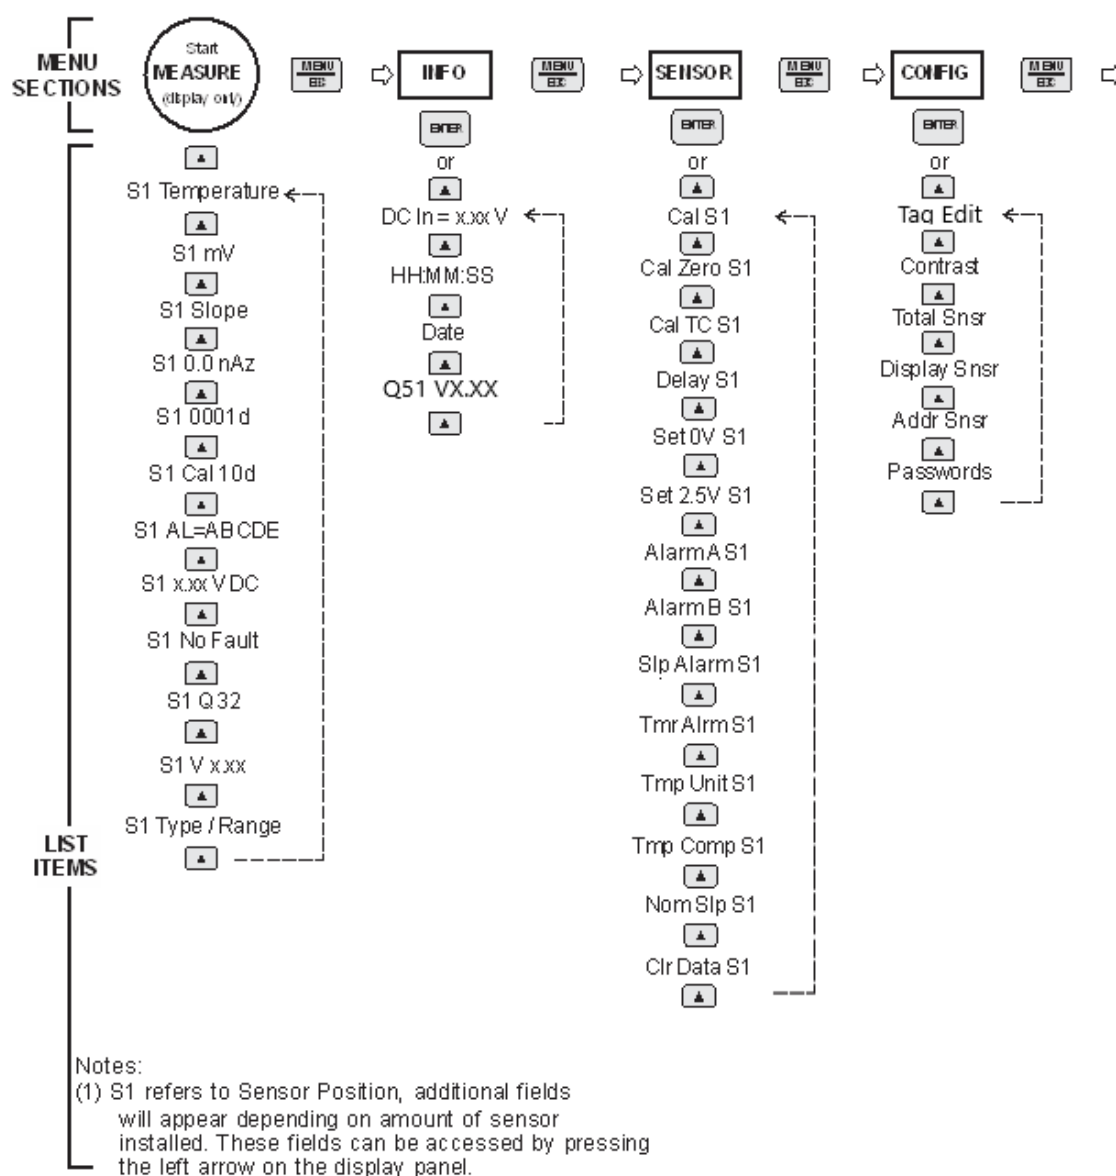 MENU
SECTIONS
Start
MEASURE
(display only)
MENU
ESC
INFO
MENU
ESC
SENSOR
MENU
ESC
CONFIG
MENU
ESC
ENTER
or
ENTER
or
ENTER
or
S1 Temperature
S1 mV
S1 Slope
S1 0.0 nAz
S1 0001d
S1 Cal 10d
S1 AL=ABCDE
S1 x.xx V DC
S1 No Fault
S1 Q32
S1 V x.xx
S1 Type / Range
DC In = x.xx V
HH:MM:SS
Date
Q51 VX.XX
Cal S1
Cal Zero S1
Cal TC S1
Delay S1
Set 0V S1
Set 2.5V S1
Alarm A S1
Alarm B S1
Slp Alarm S1
Tmr Alrm S1
Tmp Unit S1
Tmp Comp S1
Nom Slp S1
Clr Data S1
Tag Edit
Contrast
Total Snsr
Display Snsr
Addr Snsr
Passwords
LIST
ITEMS
Notes:
(1) S1 refers to Sensor Position, additional fields
will appear depending on amount of sensor
installed. These fields can be accessed by pressing
the left arrow on the display panel.